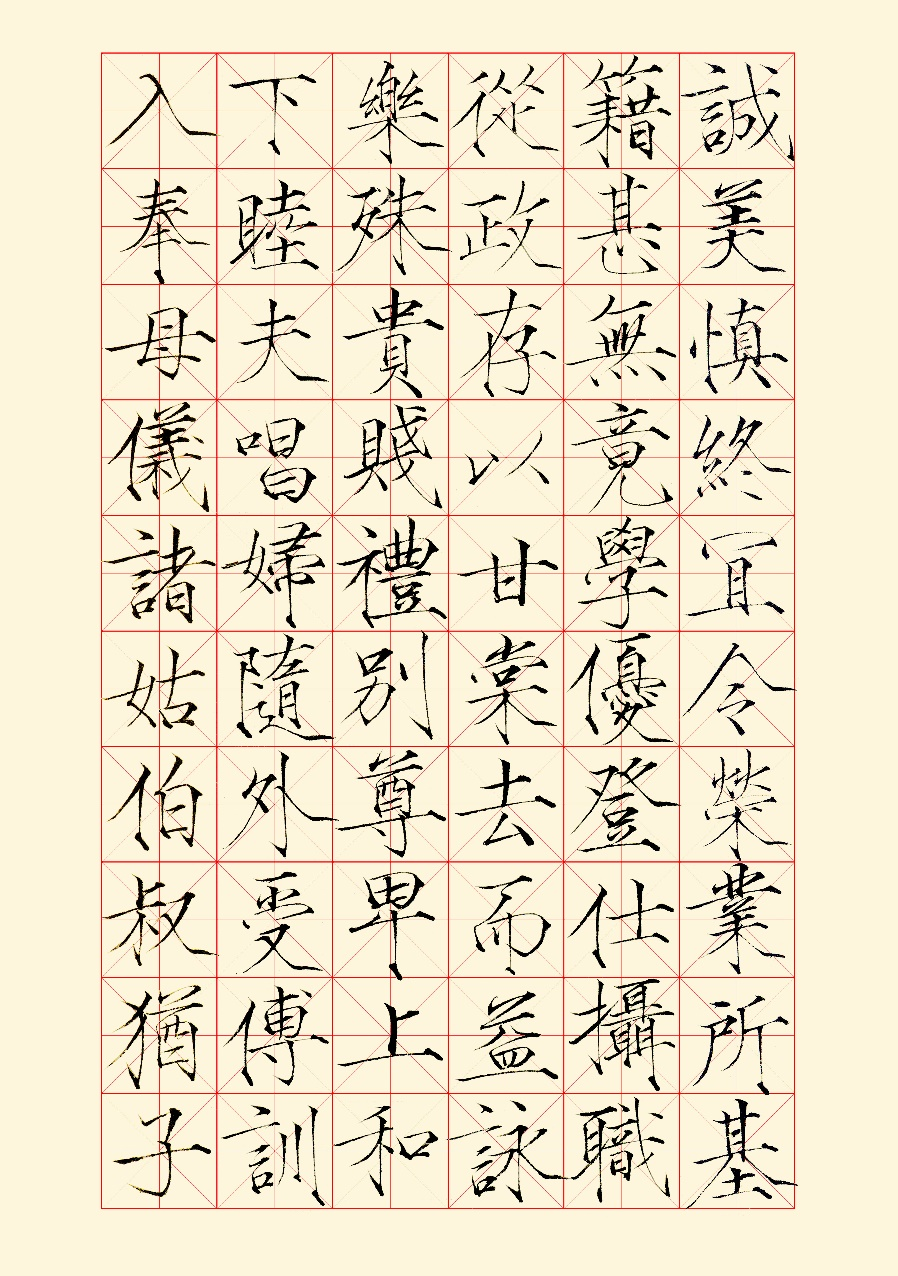 誠美慎終宜令榮業所基
籍甚無竟學優登仕攝職
從政存以甘棠去而益詠
樂殊貴賤禮別尊卑上和
下睦夫唱婦隨外受傅訓
入奉母儀諸姑伯叔猶子